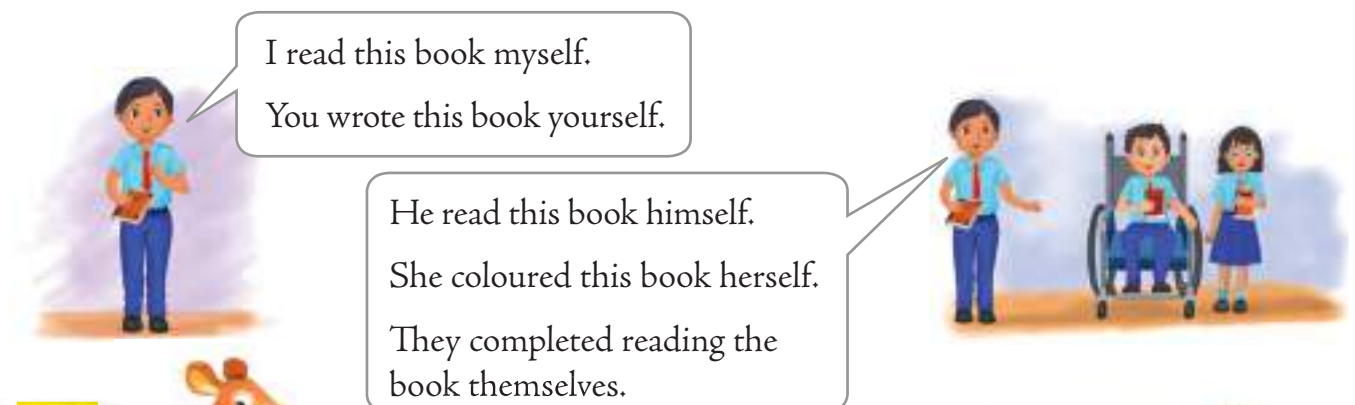 I read this book myself.
You wrote this book yourself.
He read this book himself.
She coloured this book herself.
They completed reading the
book themselves.